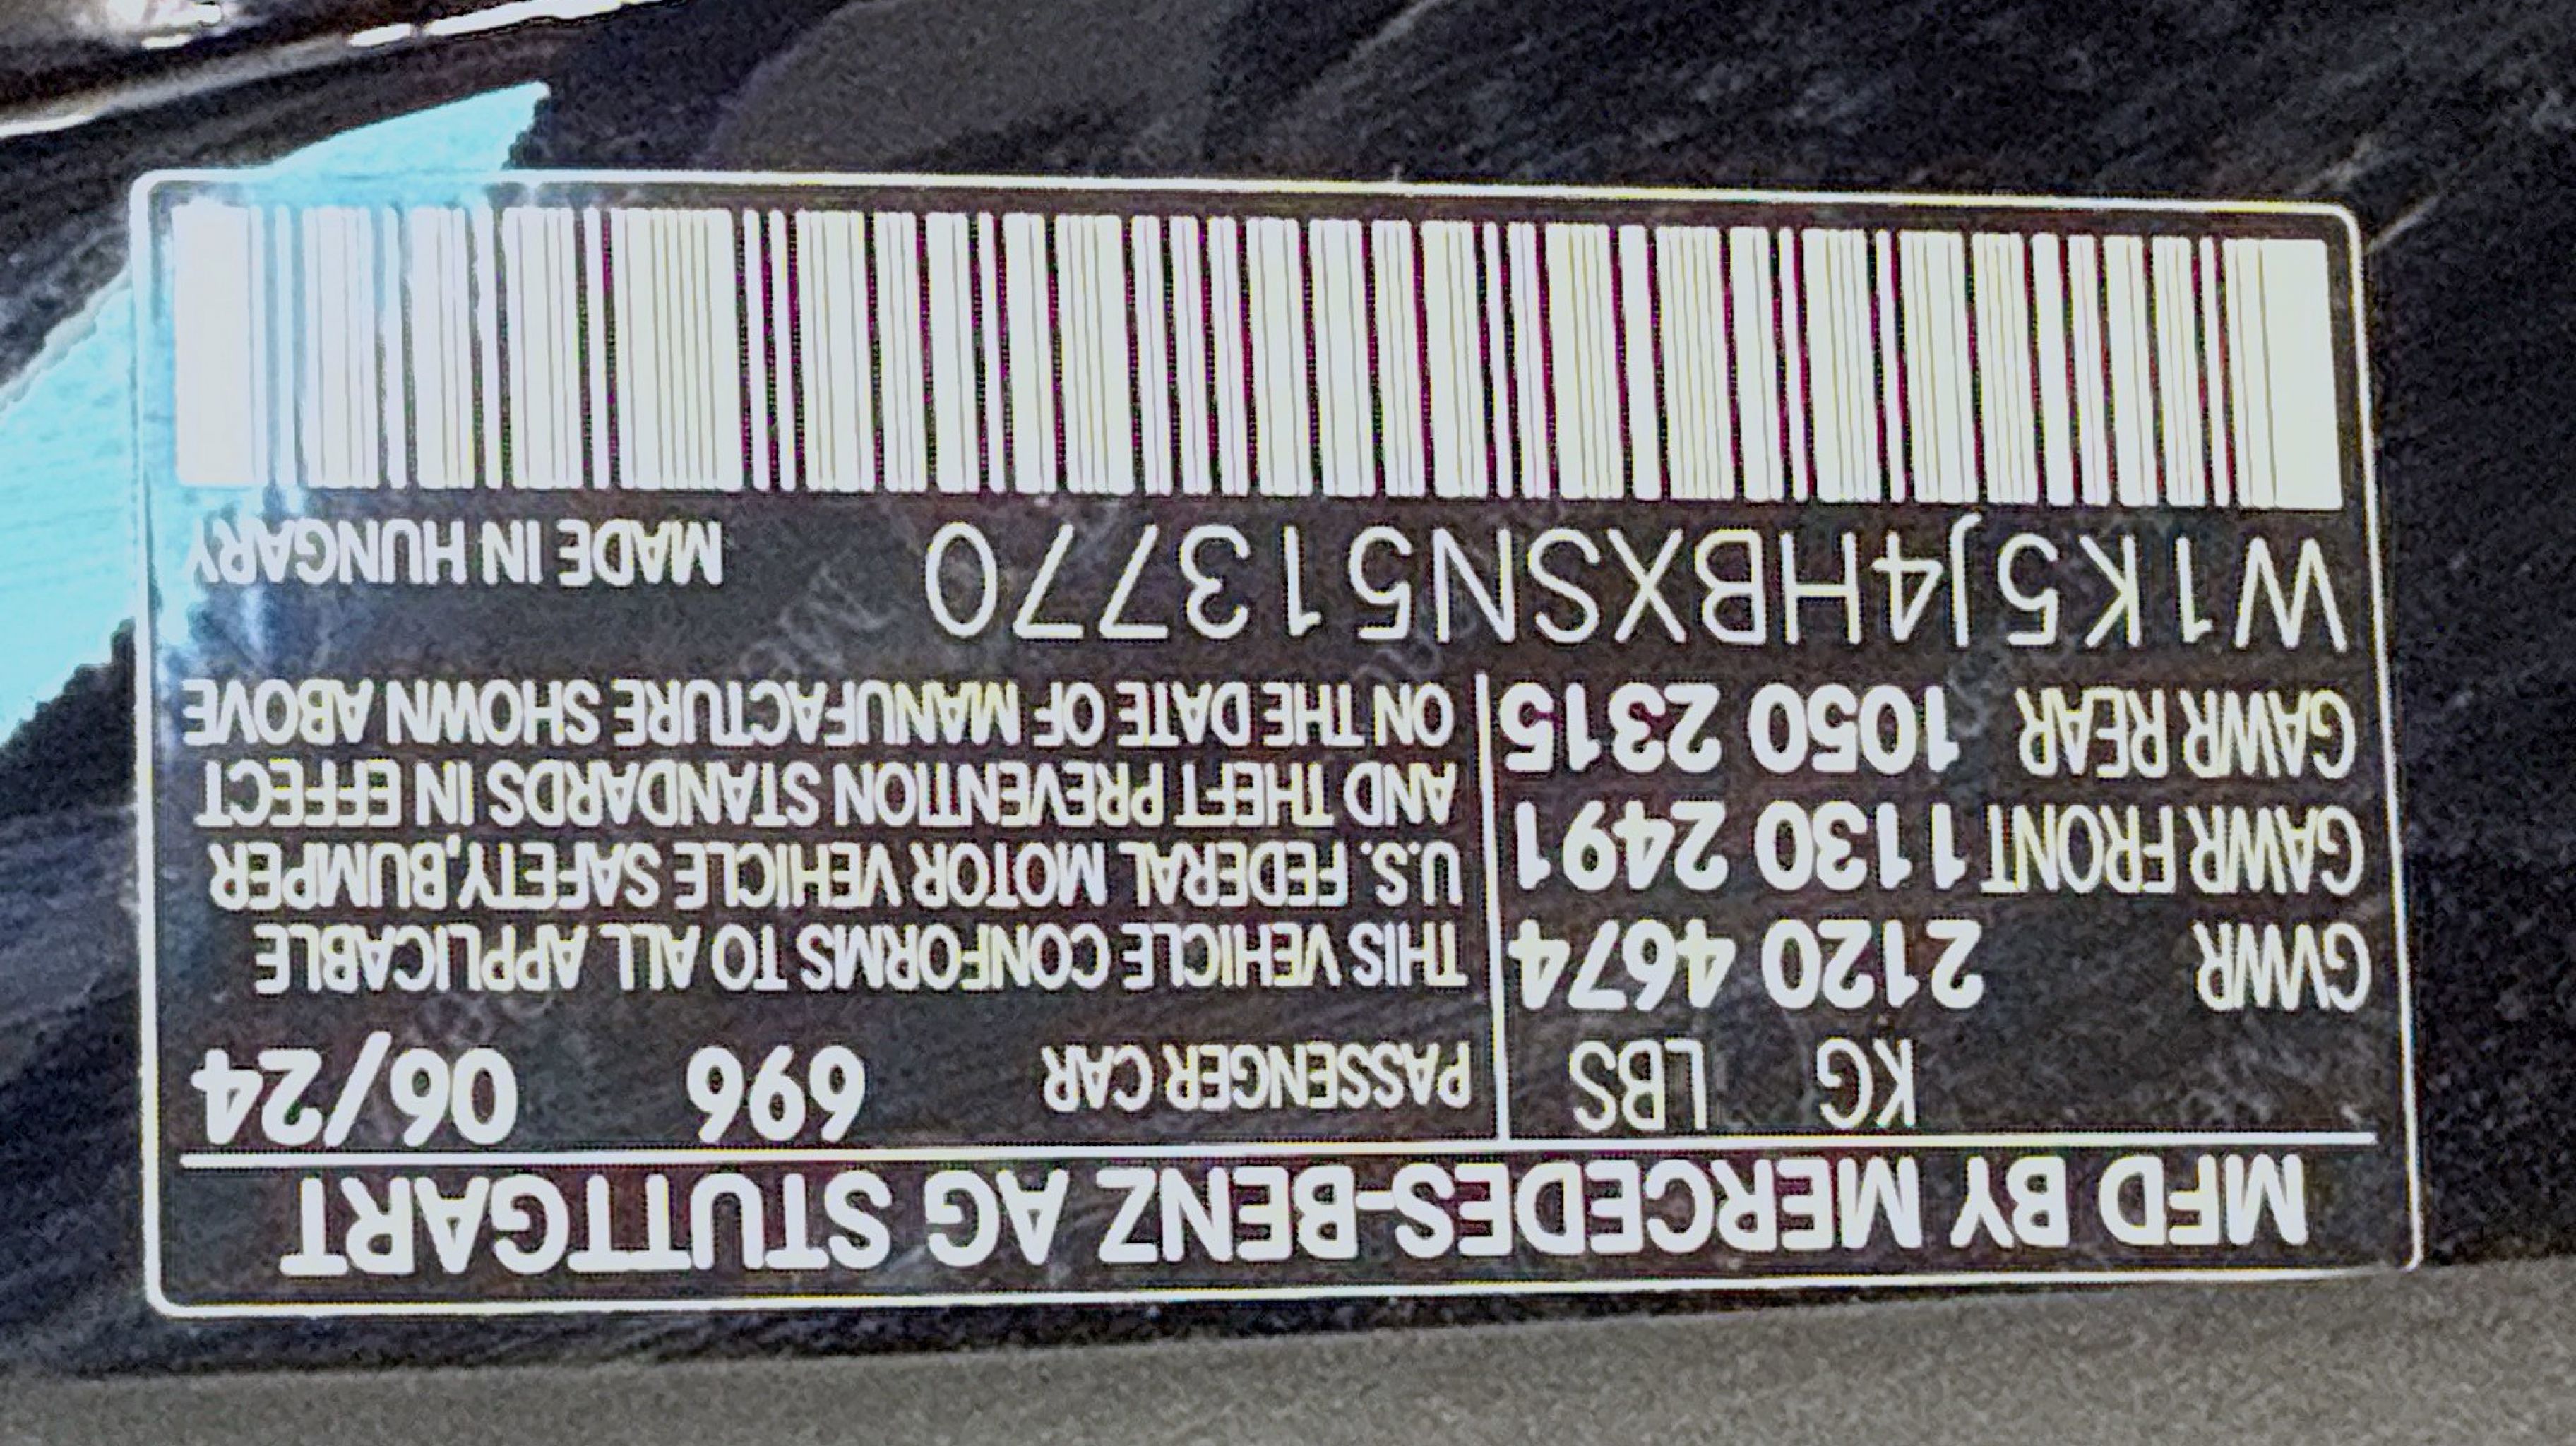 MFD BY MERCEDES-BENZ AG STUTTGART
KG LBS
GVWR 2120 4674
GAWR FRONT 1130 2491
GAWR REAR 1050 2315
PASSENGER CAR 696 06/24
THIS VEHICLE CONFORMS TO ALL APPLICABLE
U.S. FEDERAL MOTOR VEHICLE SAFETY,BUMPER
AND THEFT PREVENTION STANDARDS IN EFFECT
ON THE DATE OF MANUFACTURE SHOWN ABOVE
W1K5J4HBXSN513770 MADE IN HUNGARY